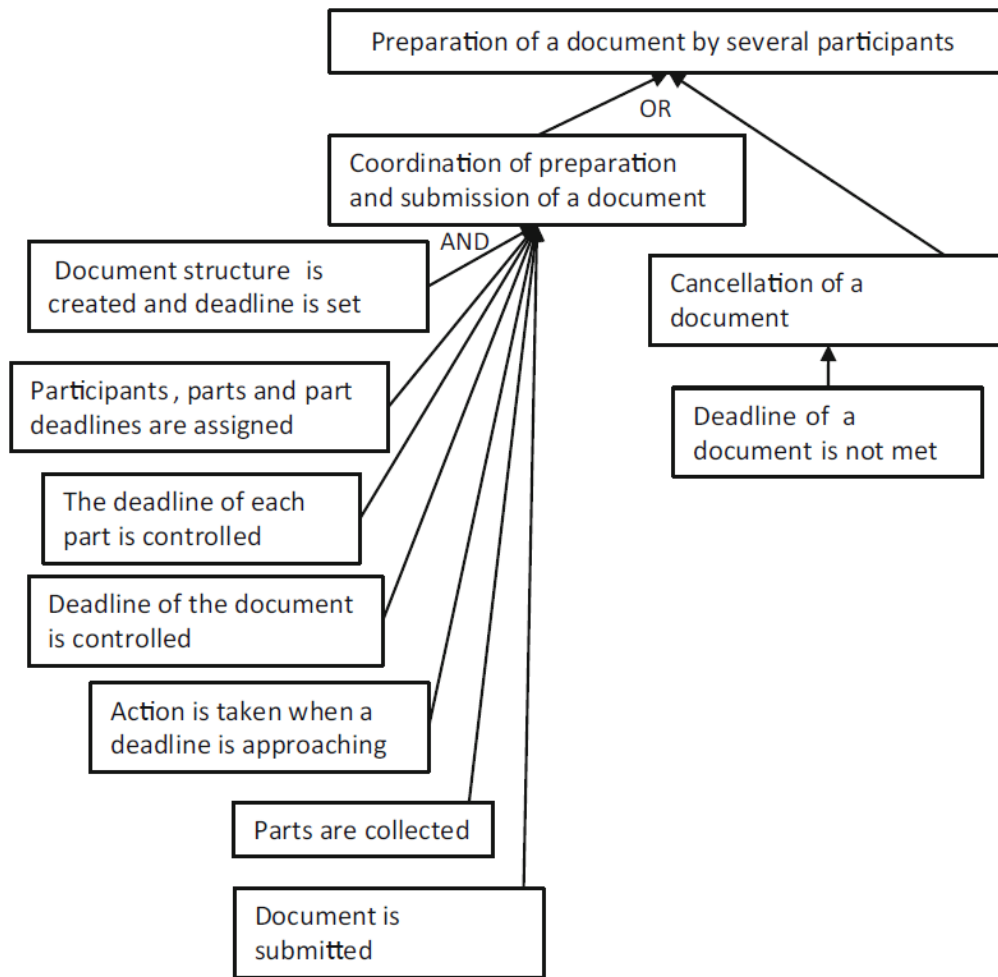 Preparation of a document by several participants
OR
Coordination of preparation
and submission of a document
AND
Document structure is
created and deadline is set
Cancellation of a
document
Participants, parts and part
deadlines are assigned
Deadline of a
document is not met
The deadline of each
part is controlled
Deadline of the document
is controlled
Action is taken when a
deadline is approaching
Parts are collected
Document is
submitted